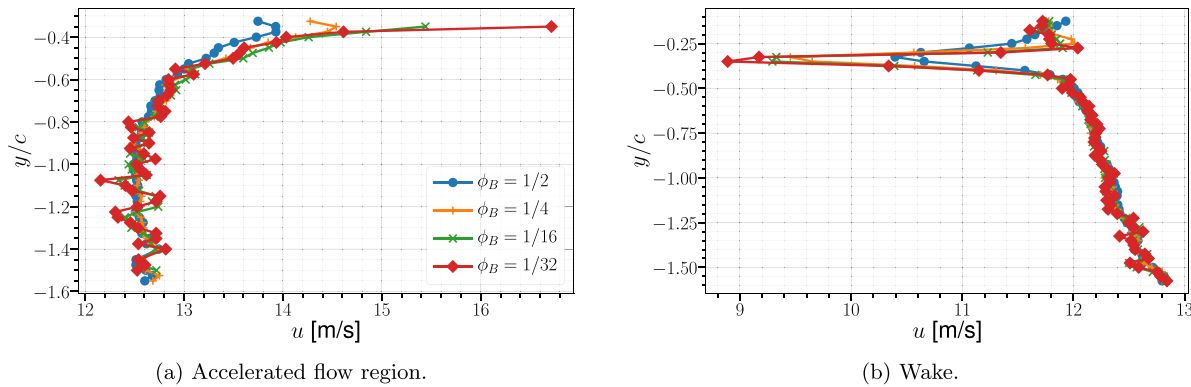 −0.4
−0.6
−0.8
−1.0
−1.2
−1.4
−1.6
y/c
12 13 14 15 16
u [m/s]
ϕ_B = 1/2
ϕ_B = 1/4
ϕ_B = 1/16
ϕ_B = 1/32
(a) Accelerated flow region.
−0.25
−0.50
−0.75
−1.00
−1.25
−1.50
y/c
9 10 11 12 13
u [m/s]
(b) Wake.